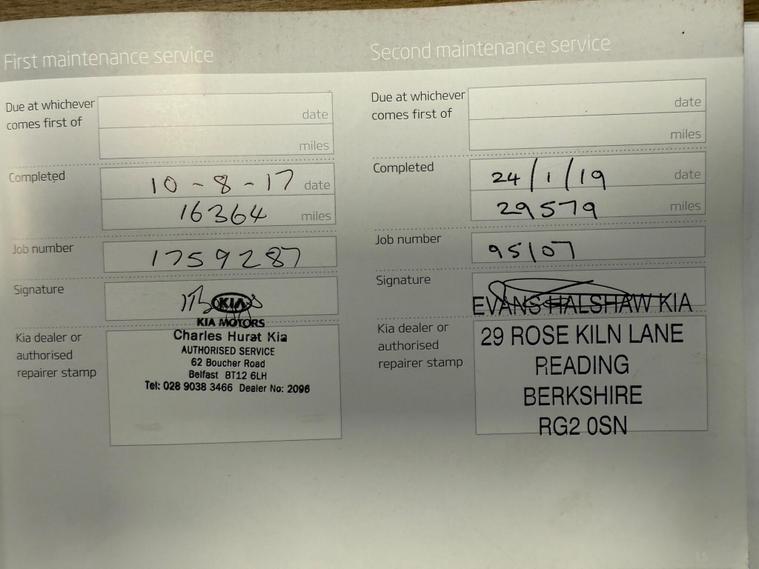 First maintenance service
Due at whichever
comes first of
date
miles
Completed
10-8-17 date
16364 miles
Job number
1759287
Signature
KIA
KIA MOTORS
Kia dealer or
authorised
repairer stamp
Charles Hurst Kia
AUTHORISED SERVICE
62 Boucher Road
Belfast BT12 6LH
Tel: 028 9038 3466 Dealer No: 2096
Second maintenance service
Due at whichever
comes first of
date
miles
Completed
24/1/19 date
29579 miles
Job number
95107
Signature
Kia dealer or
authorised
repairer stamp
EVANS HALSHAW KIA
29 ROSE KILN LANE
READING
BERKSHIRE
RG2 0SN
15